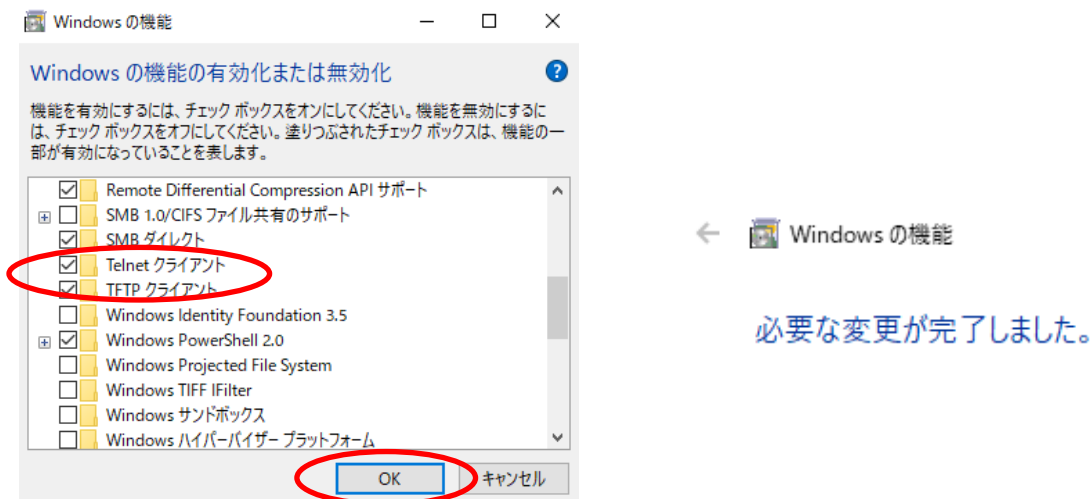 Windows の機能
Windows の機能の有効化または無効化
機能を有効にするには、チェック ボックスをオンにしてください。機能を無効にするに
は、チェック ボックスをオフにしてください。塗りつぶされたチェック ボックスは、機能の一
部が有効になっていることを表します。
Remote Differential Compression API サポート
SMB 1.0/CIFS ファイル共有のサポート
SMB ダイレクト
Telnet クライアント
TFTP クライアント
Windows Identity Foundation 3.5
Windows PowerShell 2.0
Windows Projected File System
Windows TIFF IFilter
Windows サンドボックス
Windows ハイパーバイザー プラットフォーム
OK
キャンセル
Windows の機能
必要な変更が完了しました。